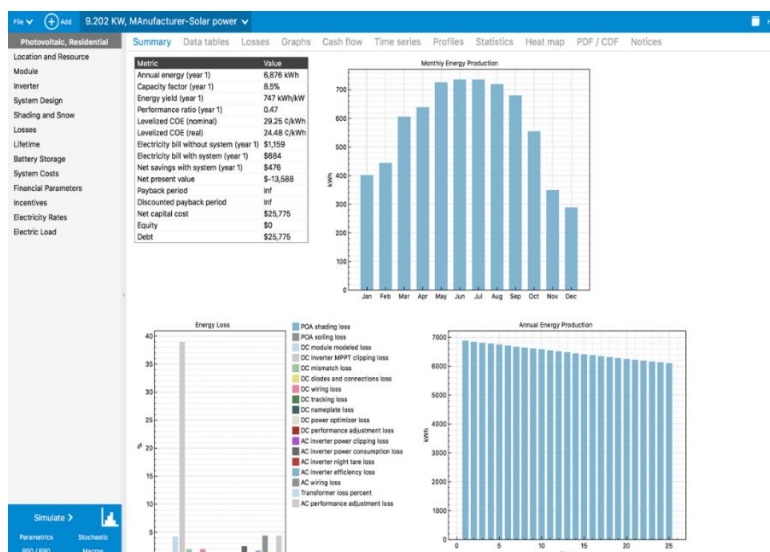 File
Add
9.202 KW, MAnufacturer-Solar power
Photovoltaic, Residential
Location and Resource
Module
Inverter
System Design
Shading and Snow
Losses
Lifetime
Battery Storage
System Costs
Financial Parameters
Incentives
Electricity Rates
Electric Load
Simulate >
Parametrics Stochastic
P50 / P90 Macros
Summary Data tables Losses Graphs Cash flow Time series Profiles Statistics Heat map PDF / CDF Notices
Metric Value
Annual energy (year 1) 6,876 kWh
Capacity factor (year 1) 8.5%
Energy yield (year 1) 747 kWh/kW
Performance ratio (year 1) 0.47
Levelized COE (nominal) 29.25 ¢/kWh
Levelized COE (real) 24.48 ¢/kWh
Electricity bill without system (year 1) $1,159
Electricity bill with system (year 1) $684
Net savings with system (year 1) $476
Net present value $-13,588
Payback period Inf
Discounted payback period Inf
Net capital cost $25,775
Equity $0
Debt $25,775
Monthly Energy Production
kWh
700
600
500
400
300
200
100
0
Jan Feb Mar Apr May Jun Jul Aug Sep Oct Nov Dec
Energy Loss
%
40
35
30
25
20
15
10
5
POA shading loss
POA soiling loss
DC module modeled loss
DC inverter MPPT clipping loss
DC mismatch loss
DC diodes and connections loss
DC wiring loss
DC tracking loss
DC nameplate loss
DC power optimizer loss
DC performance adjustment loss
AC inverter power clipping loss
AC inverter power consumption loss
AC inverter night tare loss
AC inverter efficiency loss
AC wiring loss
Transformer loss percent
AC performance adjustment loss
Annual Energy Production
kWh
7000
6000
5000
4000
3000
2000
1000
0
0 5 10 15 20 25